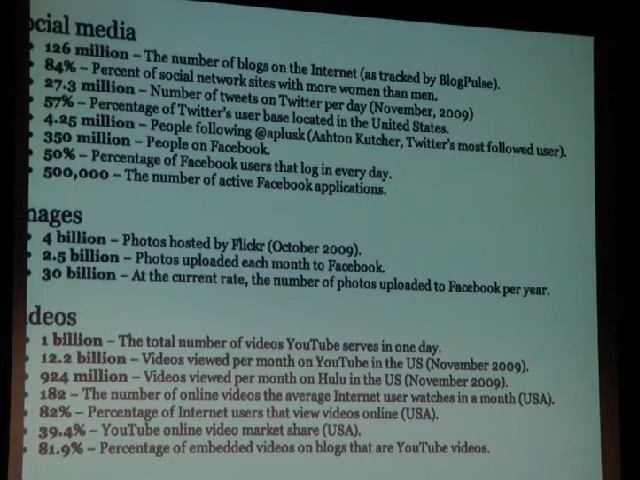 ocial media
126 million – The number of blogs on the Internet (as tracked by BlogPulse).
84% – Percent of social network sites with more women than men.
27.3 million – Number of tweets on Twitter per day (November, 2009)
57% – Percentage of Twitter's user base located in the United States.
4.25 million – People following @aplusk (Ashton Kutcher, Twitter's most followed user).
350 million – People on Facebook.
50% – Percentage of Facebook users that log in every day.
500,000 – The number of active Facebook applications.
mages
4 billion – Photos hosted by Flickr (October 2009).
2.5 billion – Photos uploaded each month to Facebook.
30 billion – At the current rate, the number of photos uploaded to Facebook per year.
deos
1 billion – The total number of videos YouTube serves in one day.
12.2 billion – Videos viewed per month on YouTube in the US (November 2009).
924 million – Videos viewed per month on Hulu in the US (November 2009).
182 – The number of online videos the average Internet user watches in a month (USA).
82% – Percentage of Internet users that view videos online (USA).
39.4% – YouTube online video market share (USA).
81.9% – Percentage of embedded videos on blogs that are YouTube videos.